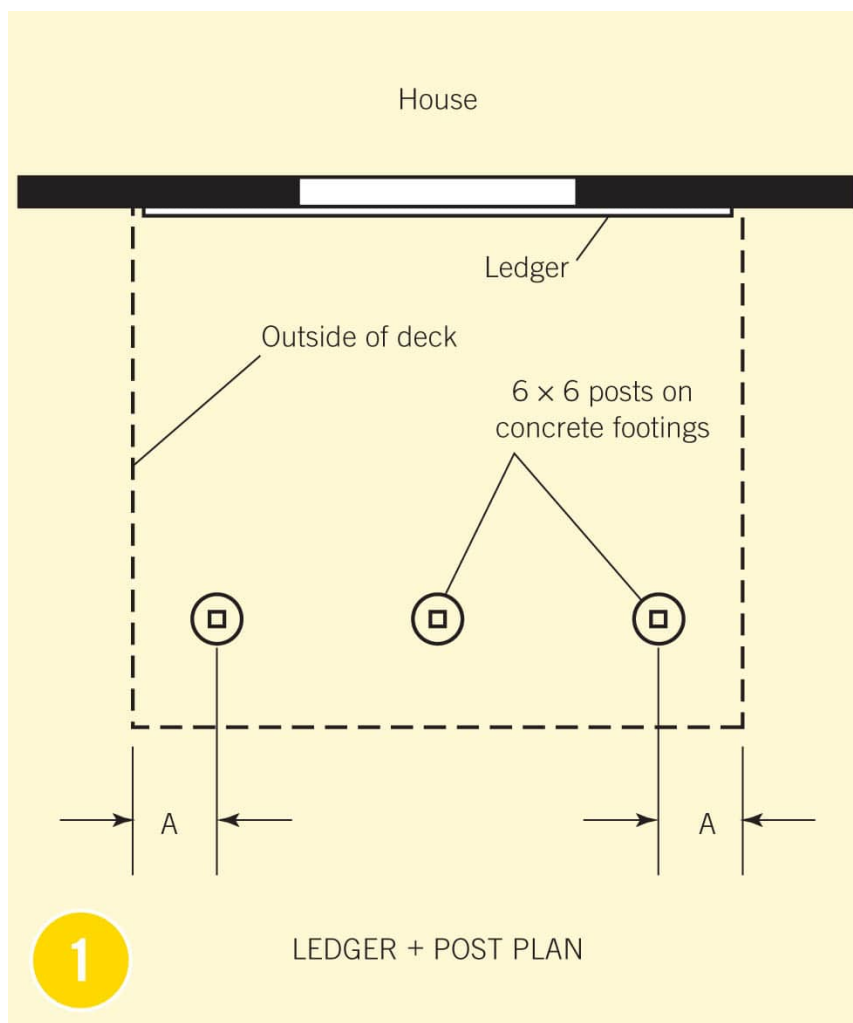 House
Ledger
Outside of deck
6 × 6 posts on
concrete footings
A
A
1
LEDGER + POST PLAN